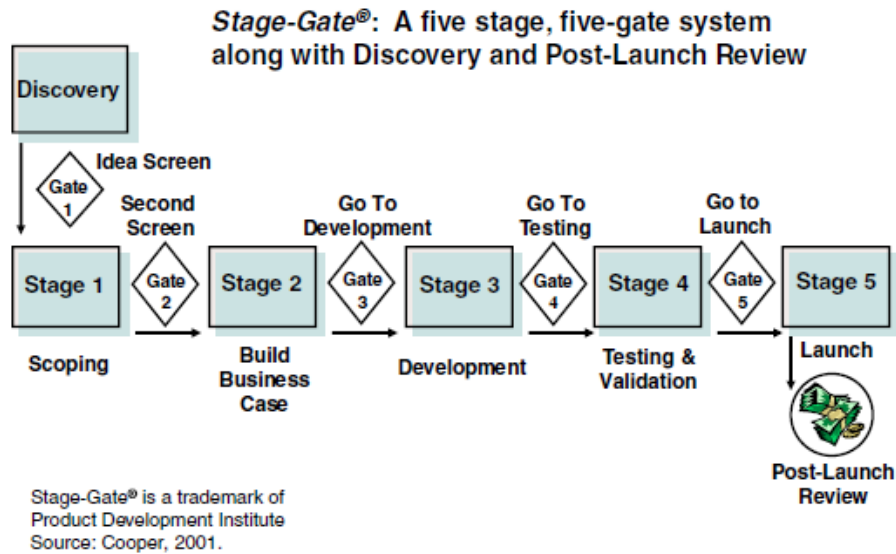 Stage-Gate®: A five stage, five-gate system
along with Discovery and Post-Launch Review
Discovery
Idea Screen
Gate
1
Second
Screen
Go To
Development
Go To
Testing
Go to
Launch
Stage 1
Gate
2
Stage 2
Gate
3
Stage 3
Gate
4
Stage 4
Gate
5
Stage 5
Scoping
Build
Business
Case
Development
Testing &
Validation
Launch
Post-Launch
Review
Stage-Gate® is a trademark of
Product Development Institute
Source: Cooper, 2001.